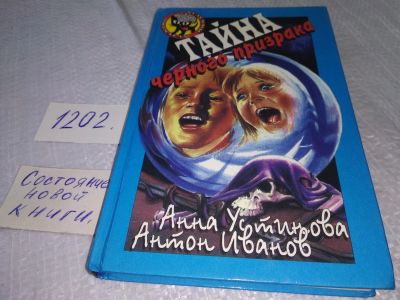 ТАЙНА
черного призрака
1202.
Состояние
новой
книги.
Анна Устинова
Антон Иванов